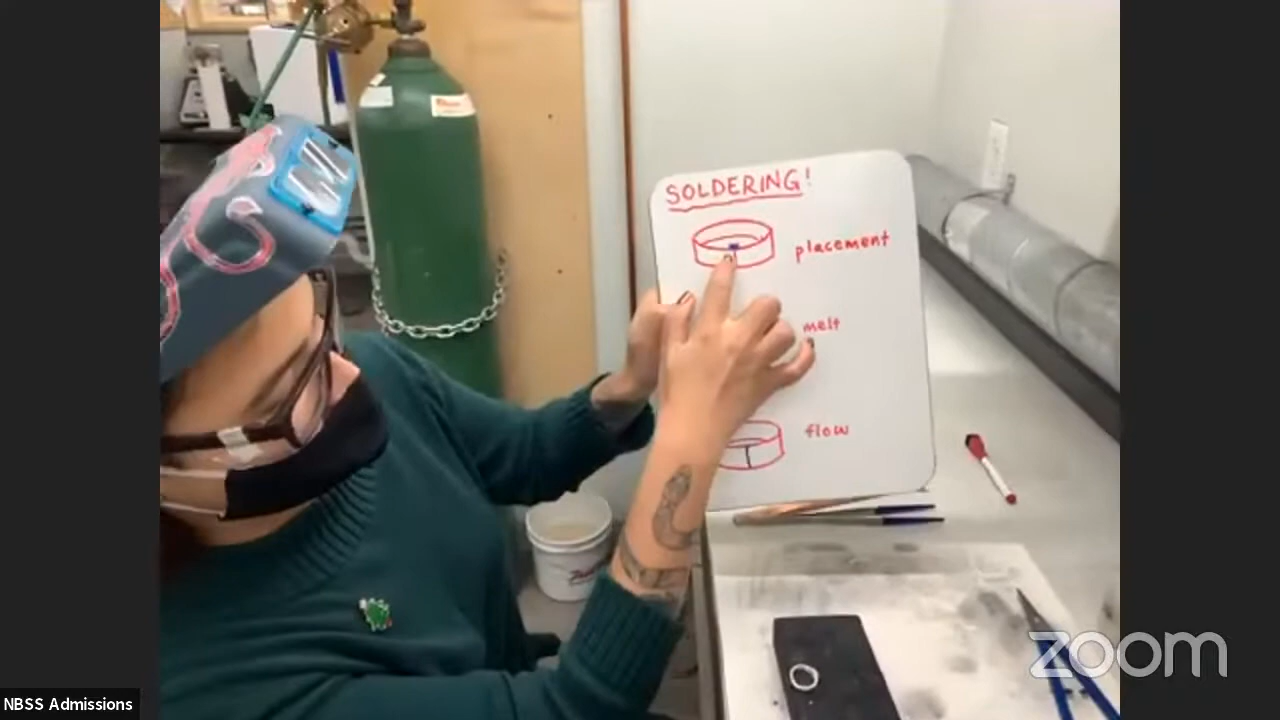 SOLDERING!
placement
melt
flow
zoom
NBSS Admissions